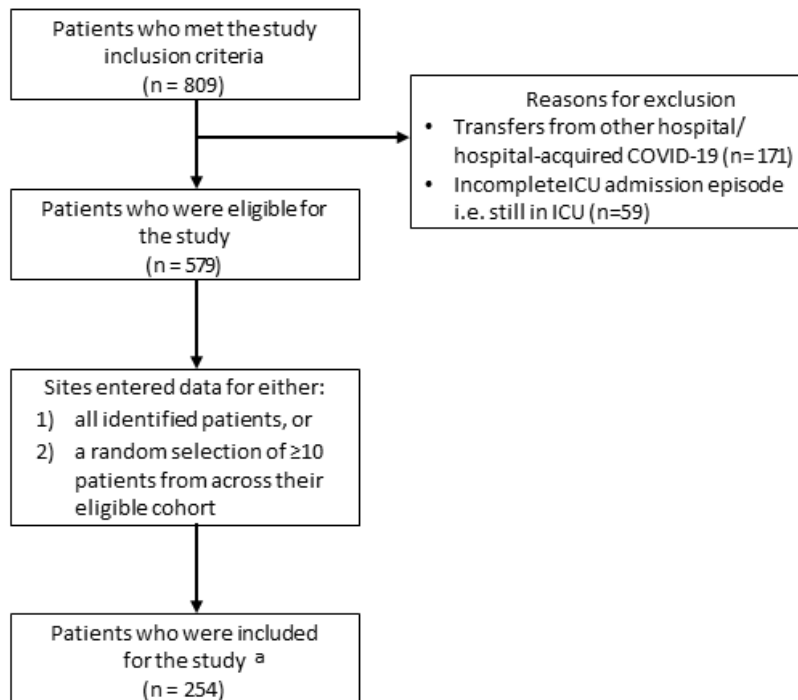 Patients who met the study
inclusion criteria
(n = 809)
Reasons for exclusion
• Transfers from other hospital/
hospital-acquired COVID-19 (n=171)
• Incomplete ICU admission episode
i.e. still in ICU (n=59)
Patients who were eligible for
the study
(n = 579)
Sites entered data for either:
1) all identified patients, or
2) a random selection of ≥10
patients from across their
eligible cohort
Patients who were included
for the study a
(n = 254)